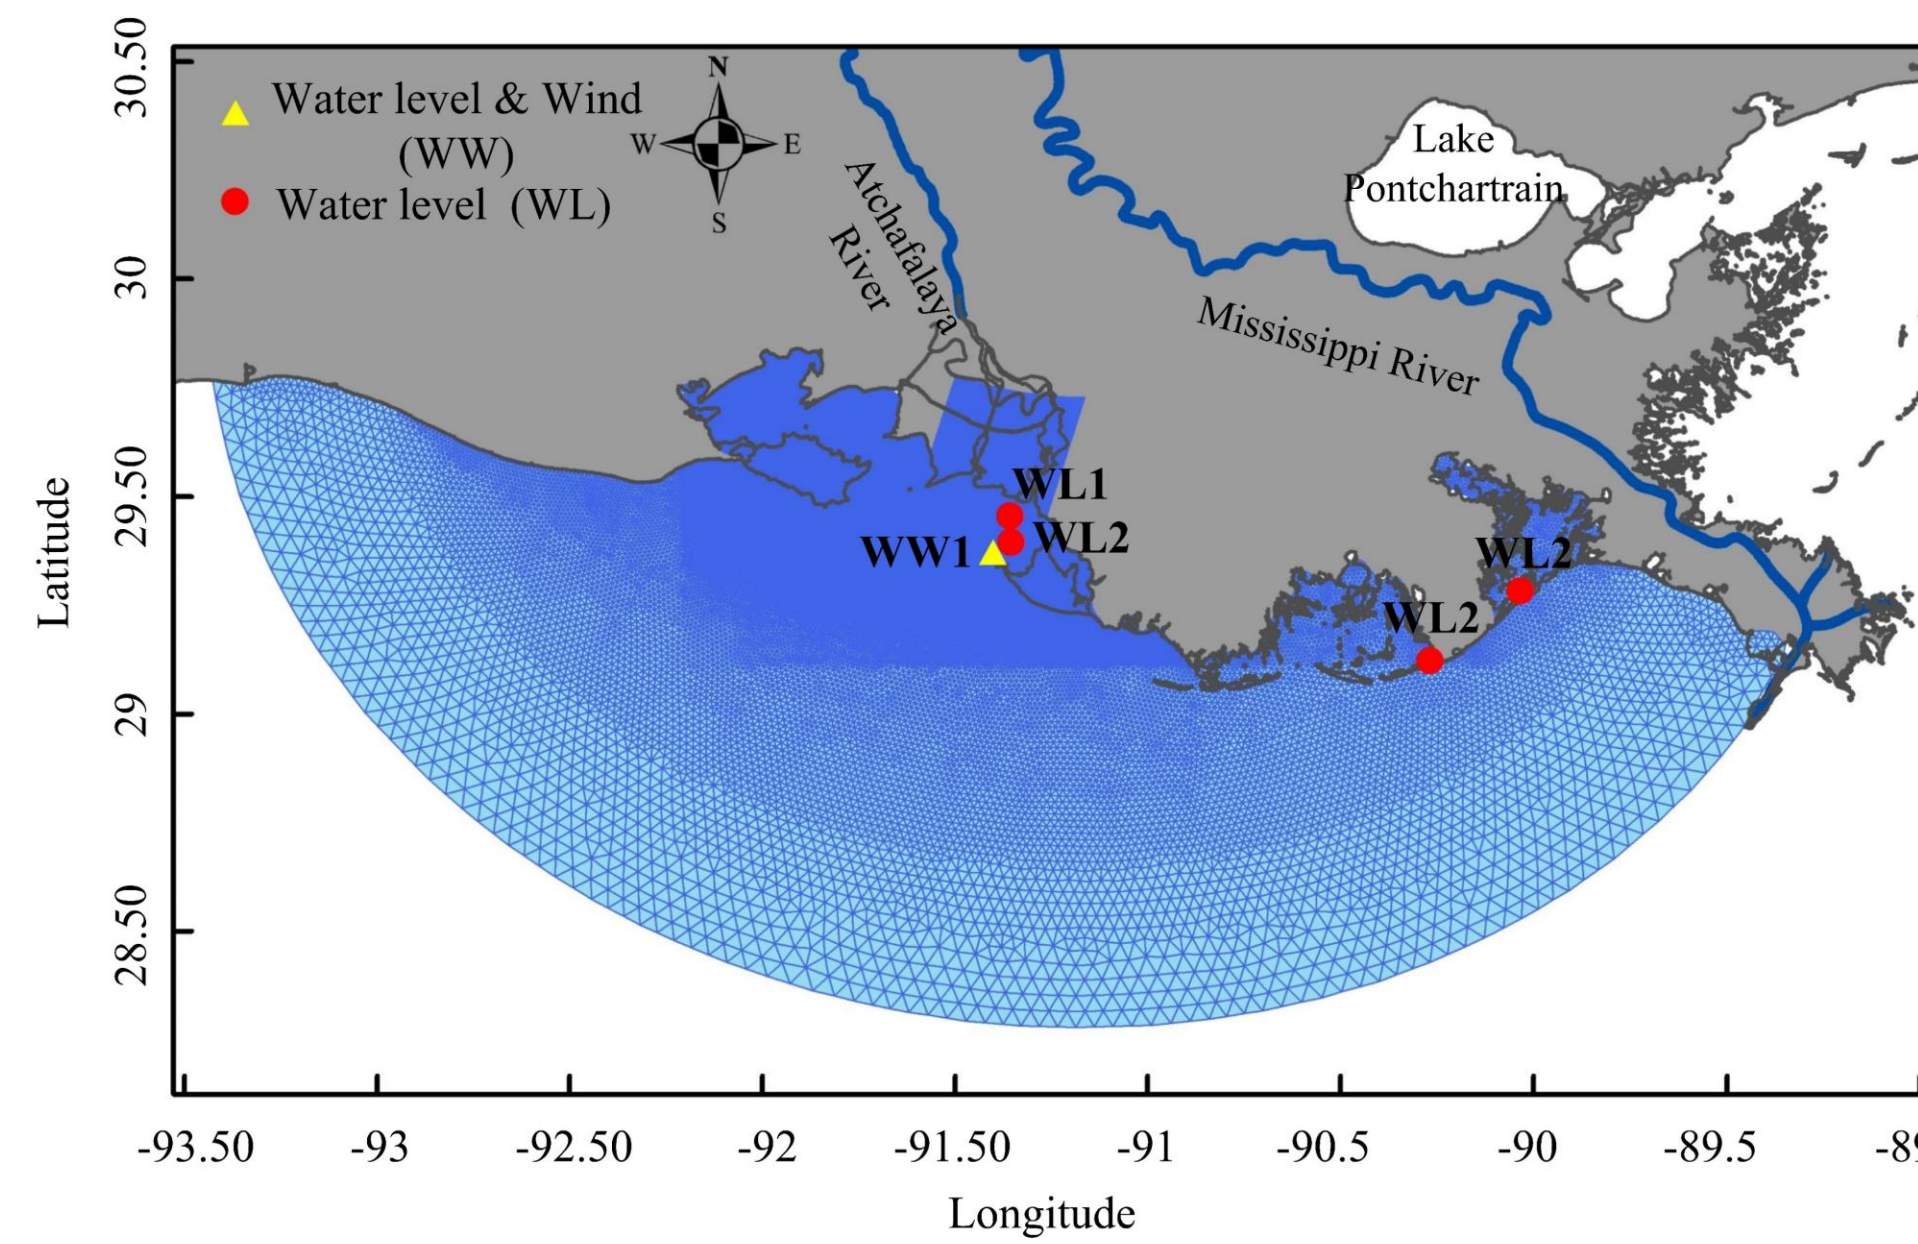 Water level & Wind
(WW)
Water level (WL)
N
W
E
S
Atchafalaya
River
Mississippi River
Lake
Pontchartrain
WL1
WL2
WW1
WL2
WL2
Latitude
30.50
30
29.50
29
28.50
-93.50
-93
-92.50
-92
-91.50
-91
-90.5
-90
-89.5
Longitude